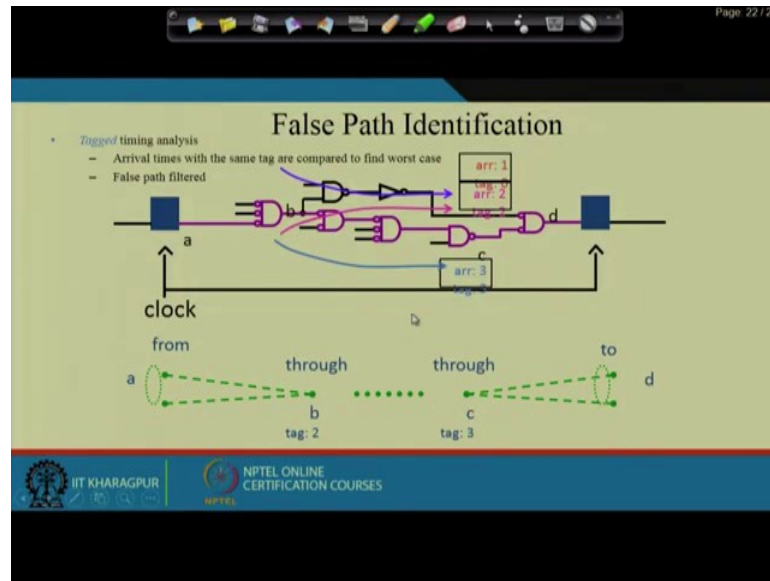 Page: 22/2
False Path Identification
• Tagged timing analysis
– Arrival times with the same tag are compared to find worst case
– False path filtered
arr: 1
arr: 2
b
d
a
c
arr: 3
clock
from
through
through
to
a
d
b
c
tag: 2
tag: 3
IIT KHARAGPUR
NPTEL
NPTEL ONLINE
CERTIFICATION COURSES